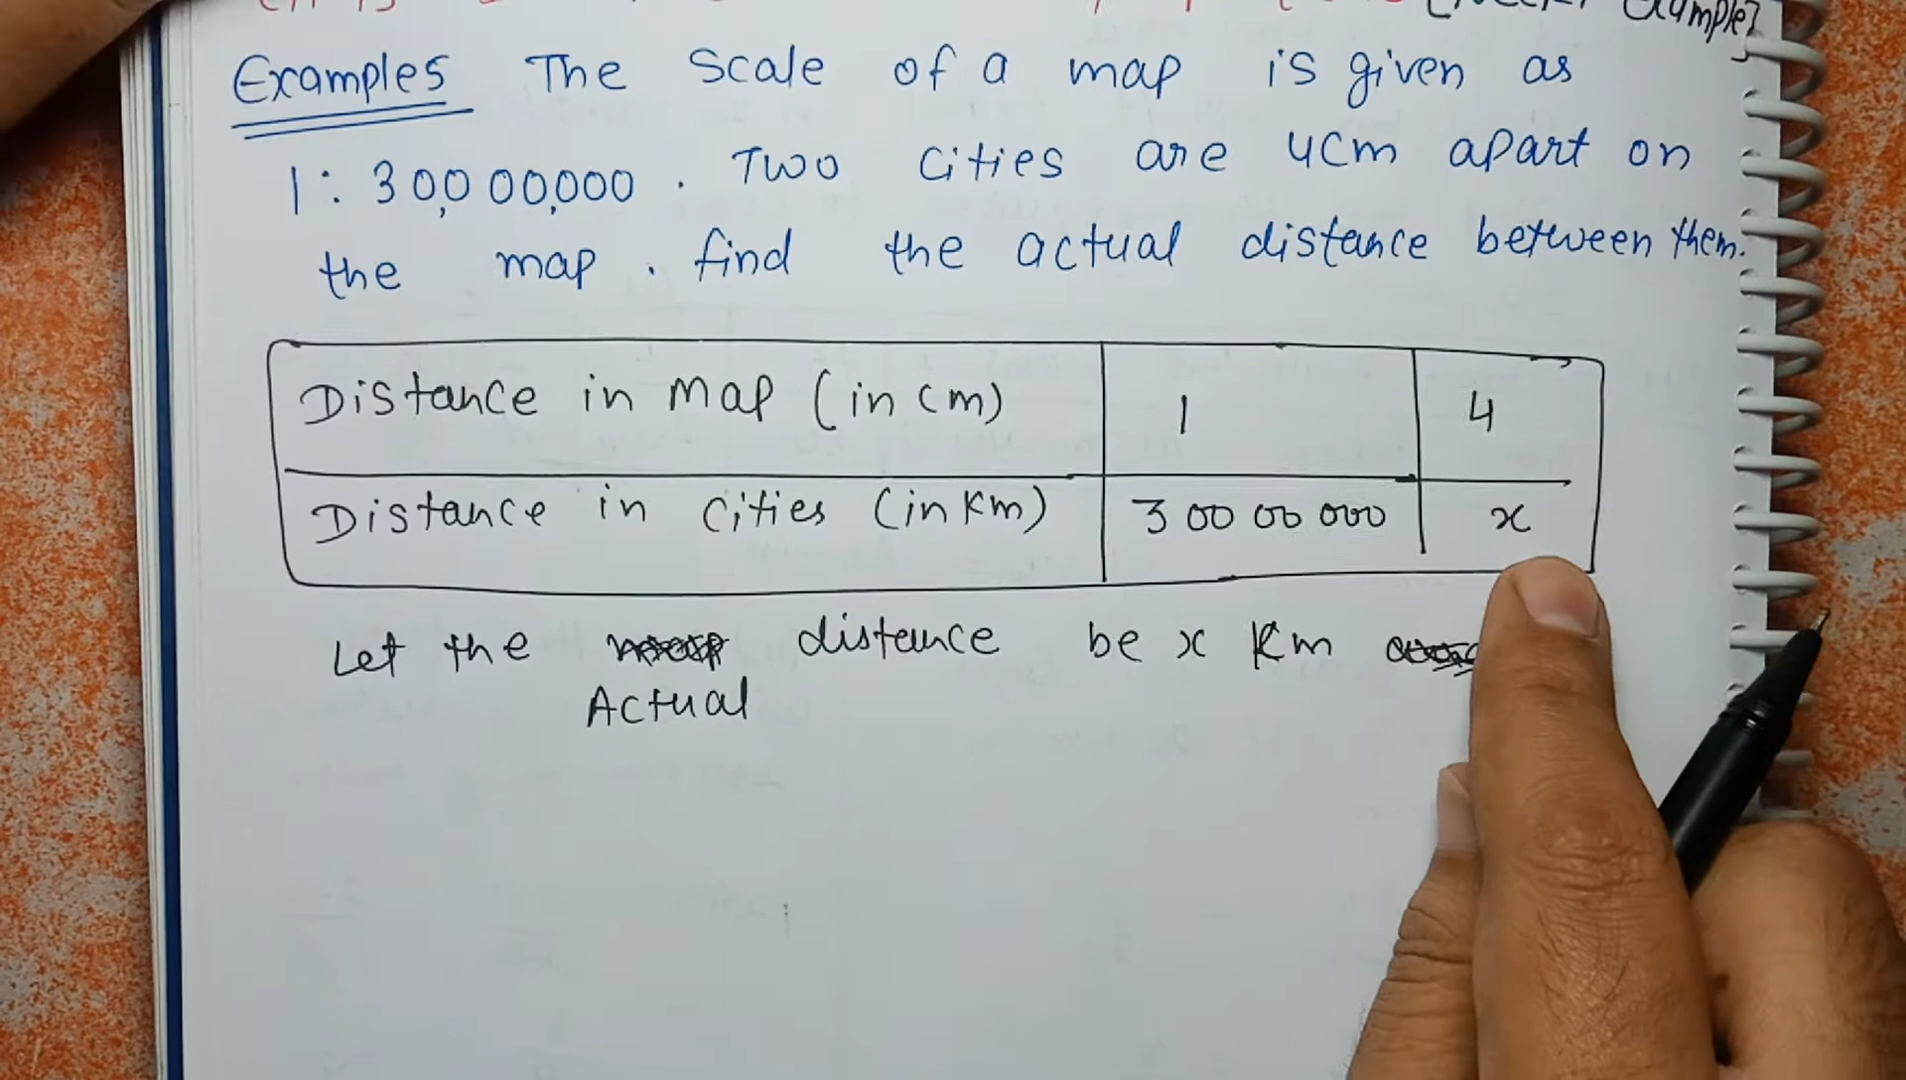 Example]
Examples The Scale of a map is given as
1 : 30,000,000 . Two cities are 4cm apart on
the map . find the actual distance between them.
Distance in Map (in cm) 1 4
Distance in cities (in Km) 3 00 00 000 x
Let the distance be x Km
Actual